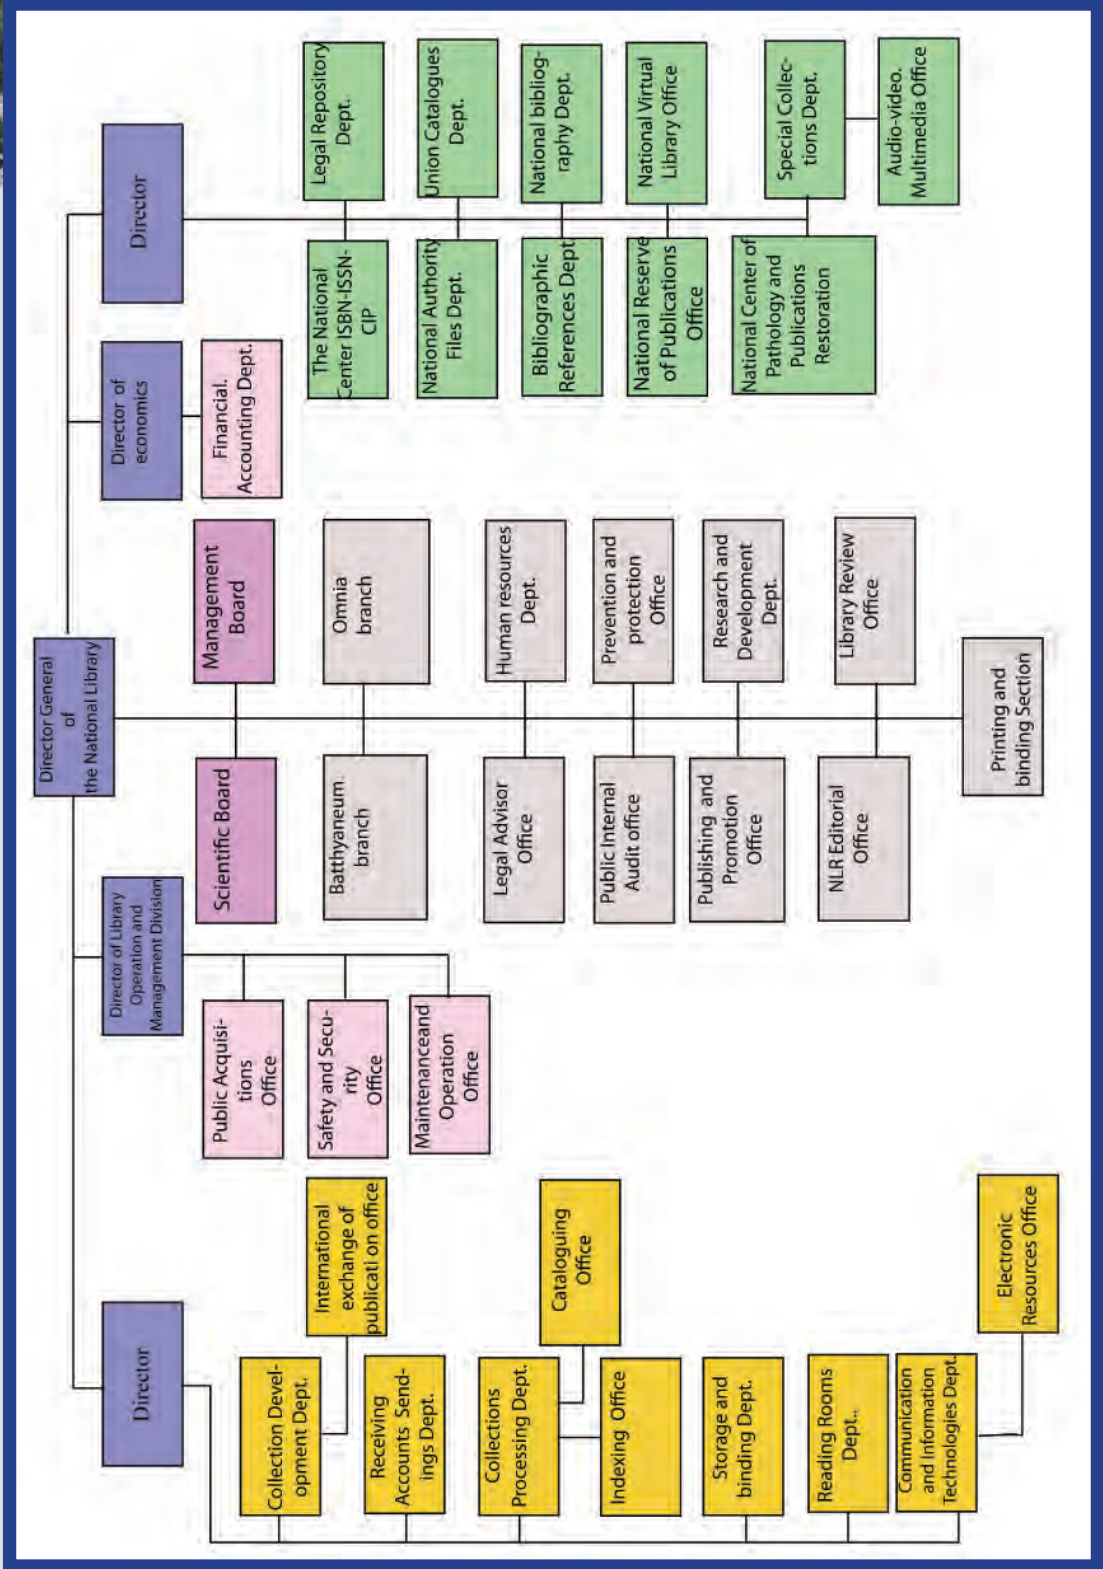 Director General
of
the National Library
Director
Director of Library
Operation and
Management Division
Director of
economics
Director
Collection Devel-
opment Dept.
International
exchange of
publicati on office
Receiving
Accounts Send-
ings Dept.
Collections
Processing Dept.
Cataloguing
Office
Indexing Office
Storage and
binding Dept.
Reading Rooms
Dept..
Communication
and Information
Technologies Dept.
Electronic
Resources Office
Public Acquisi-
tions
Office
Safety and Secu-
rity
Office
Maintenanceand
Operation
Office
Scientific Board
Management
Board
Batthyaneum
branch
Omnia
branch
Legal Advisor
Office
Human resources
Dept.
Public Internal
Audit office
Prevention and
protection
Office
Publishing and
Promotion
Office
Research and
Development
Dept.
NLR Editorial
Office
Library Review
Office
Printing and
binding Section
Financial.
Accounting Dept.
The National
Center ISBN-ISSN-
CIP
Legal Repository
Dept.
National Authority
Files Dept.
Union Catalogues
Dept.
Bibliographic
References Dept
National bibliog-
raphy Dept.
National Reserve
of Publications
Office
National Virtual
Library Office
National Center of
Pathology and
Publications
Restoration
Special Collec-
tions Dept.
Audio-video.
Multimedia Office